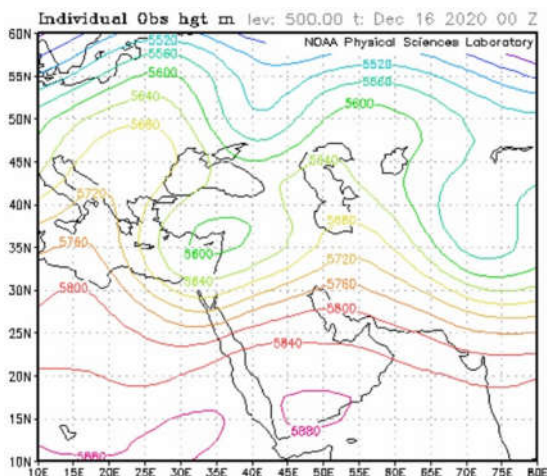 Individual Obs hgt m lev: 500.00 t: Dec 16 2020 00 Z
NOAA Physical Sciences Laboratory
60N
55N
50N
45N
40N
35N
30N
25N
20N
15N
10N
5520
5520
5560
5560
5600
5600
5640
5640
5680
5720
5680
5760
5600
5720
5640
5760
5800
5800
5840
5880
5880
10E 15E 20E 25E 30E 35E 40E 45E 50E 55E 60E 65E 70E 75E 80E